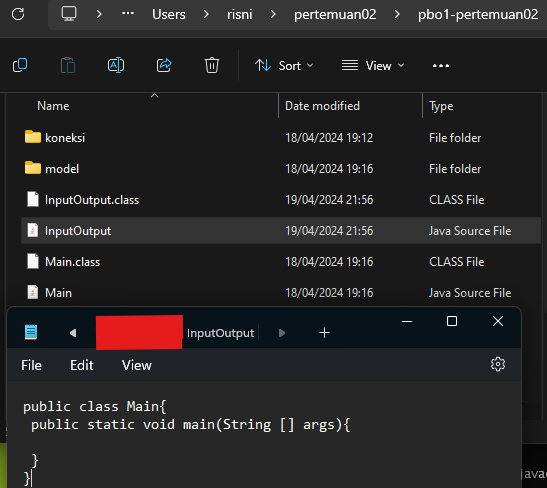 Users > risni > pertemuan02 > pbo1-pertemuan02
Sort View
Name Date modified Type
koneksi 18/04/2024 19:12 File folder
model 18/04/2024 19:16 File folder
InputOutput.class 19/04/2024 21:56 CLASS File
InputOutput 19/04/2024 21:56 Java Source File
Main.class 18/04/2024 19:16 CLASS File
Main 18/04/2024 19:16 Java Source File
InputOutput
File Edit View
public class Main{
public static void main(String [] args){
}
}
javac